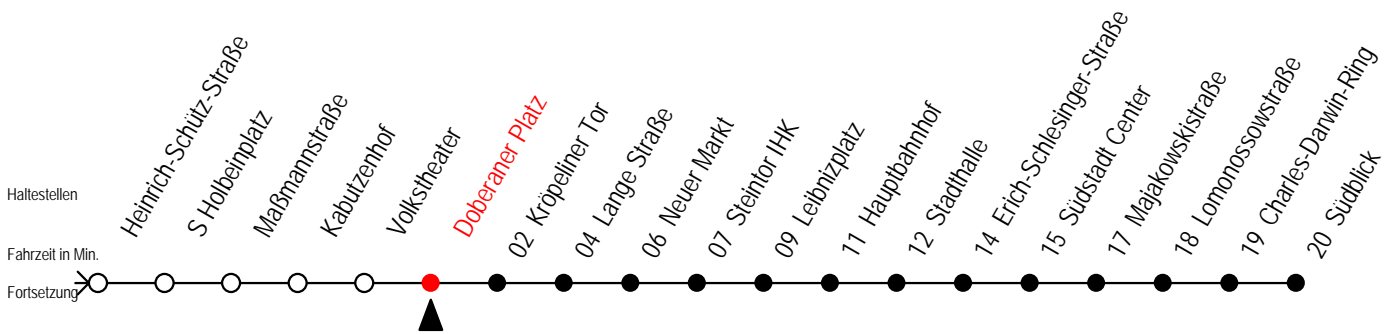 Haltestellen
Fahrzeit in Min.
Fortsetzung
Heinrich-Schütz-Straße
S Holbeinplatz
Maßmannstraße
Kabutzenhof
Volkstheater
Doberaner Platz
02 Kröpeliner Tor
04 Lange Straße
06 Neuer Markt
07 Steintor IHK
09 Leibnizplatz
11 Hauptbahnhof
12 Stadthalle
14 Erich-Schlesinger-Straße
15 Südstadt Center
17 Majakowskistraße
18 Lomonossowstraße
19 Charles-Darwin-Ring
20 Südblick